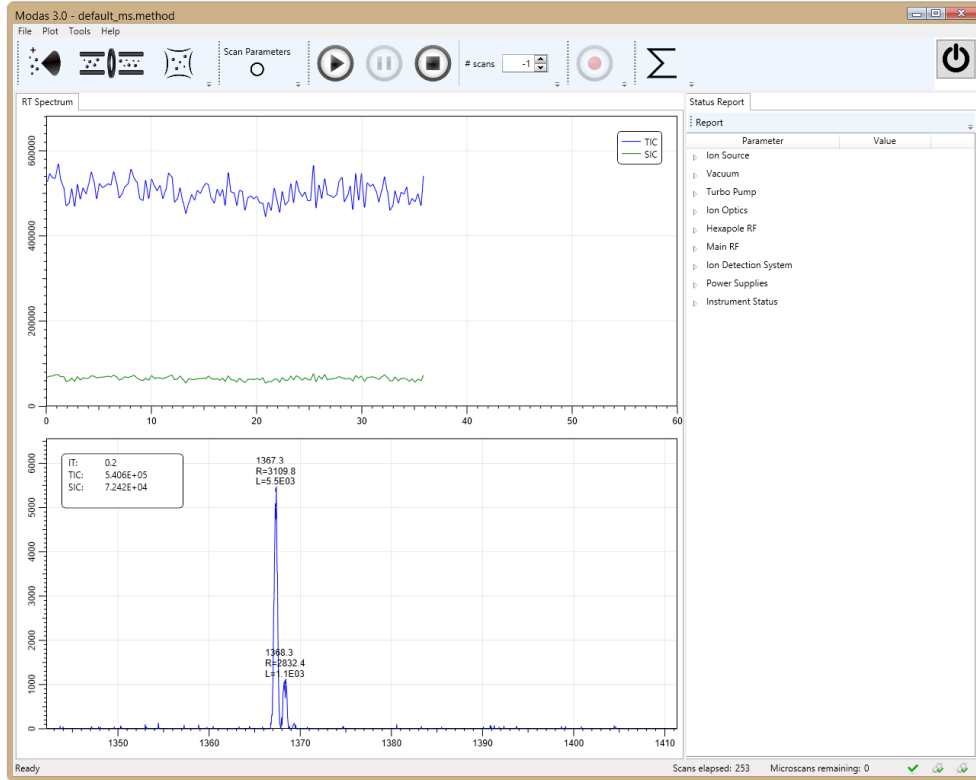 Modas 3.0 - default_ms.method
File Plot Tools Help
Scan Parameters
# scans -1
RT Spectrum
TIC
SIC
600000
400000
200000
0
0 10 20 30 40 50 60
IT: 0.2
TIC: 5.406E+05
SIC: 7.242E+04
1367.3
R=3109.8
L=5.5E03
1368.3
R=2832.4
L=1.1E03
6000
5000
4000
3000
2000
1000
0
1350 1360 1370 1380 1390 1400 1410
Status Report
Report
Parameter Value
Ion Source
Vacuum
Turbo Pump
Ion Optics
Hexapole RF
Main RF
Ion Detection System
Power Supplies
Instrument Status
Ready
Scans elapsed: 253 Microscans remaining: 0